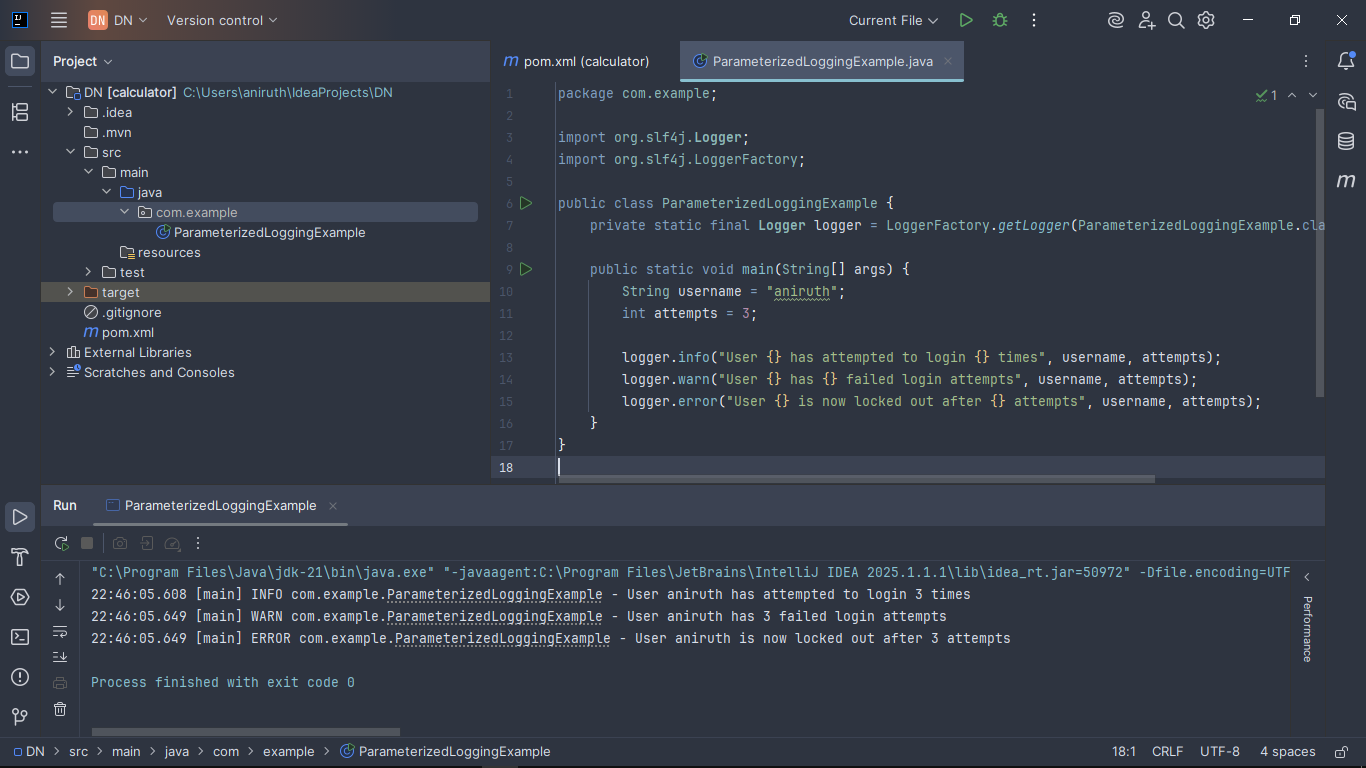 DN DN Version control Current File
Project
pom.xml (calculator) ParameterizedLoggingExample.java
DN [calculator] C:\Users\aniruth\IdeaProjects\DN
.idea
.mvn
src
main
java
com.example
ParameterizedLoggingExample
resources
test
target
.gitignore
pom.xml
External Libraries
Scratches and Consoles
1 package com.example;
2
3 import org.slf4j.Logger;
4 import org.slf4j.LoggerFactory;
5
6 public class ParameterizedLoggingExample {
7 private static final Logger logger = LoggerFactory.getLogger(ParameterizedLoggingExample.cla
8
9 public static void main(String[] args) {
10 String username = "aniruth";
11 int attempts = 3;
12
13 logger.info("User {} has attempted to login {} times", username, attempts);
14 logger.warn("User {} has {} failed login attempts", username, attempts);
15 logger.error("User {} is now locked out after {} attempts", username, attempts);
16 }
17 }
18
1
Run ParameterizedLoggingExample
"C:\Program Files\Java\jdk-21\bin\java.exe" "-javaagent:C:\Program Files\JetBrains\IntelliJ IDEA 2025.1.1.1\lib\idea_rt.jar=50972" -Dfile.encoding=UTF
22:46:05.608 [main] INFO com.example.ParameterizedLoggingExample - User aniruth has attempted to login 3 times
22:46:05.649 [main] WARN com.example.ParameterizedLoggingExample - User aniruth has 3 failed login attempts
22:46:05.649 [main] ERROR com.example.ParameterizedLoggingExample - User aniruth is now locked out after 3 attempts
Process finished with exit code 0
Performance
DN > src > main > java > com > example > ParameterizedLoggingExample 18:1 CRLF UTF-8 4 spaces